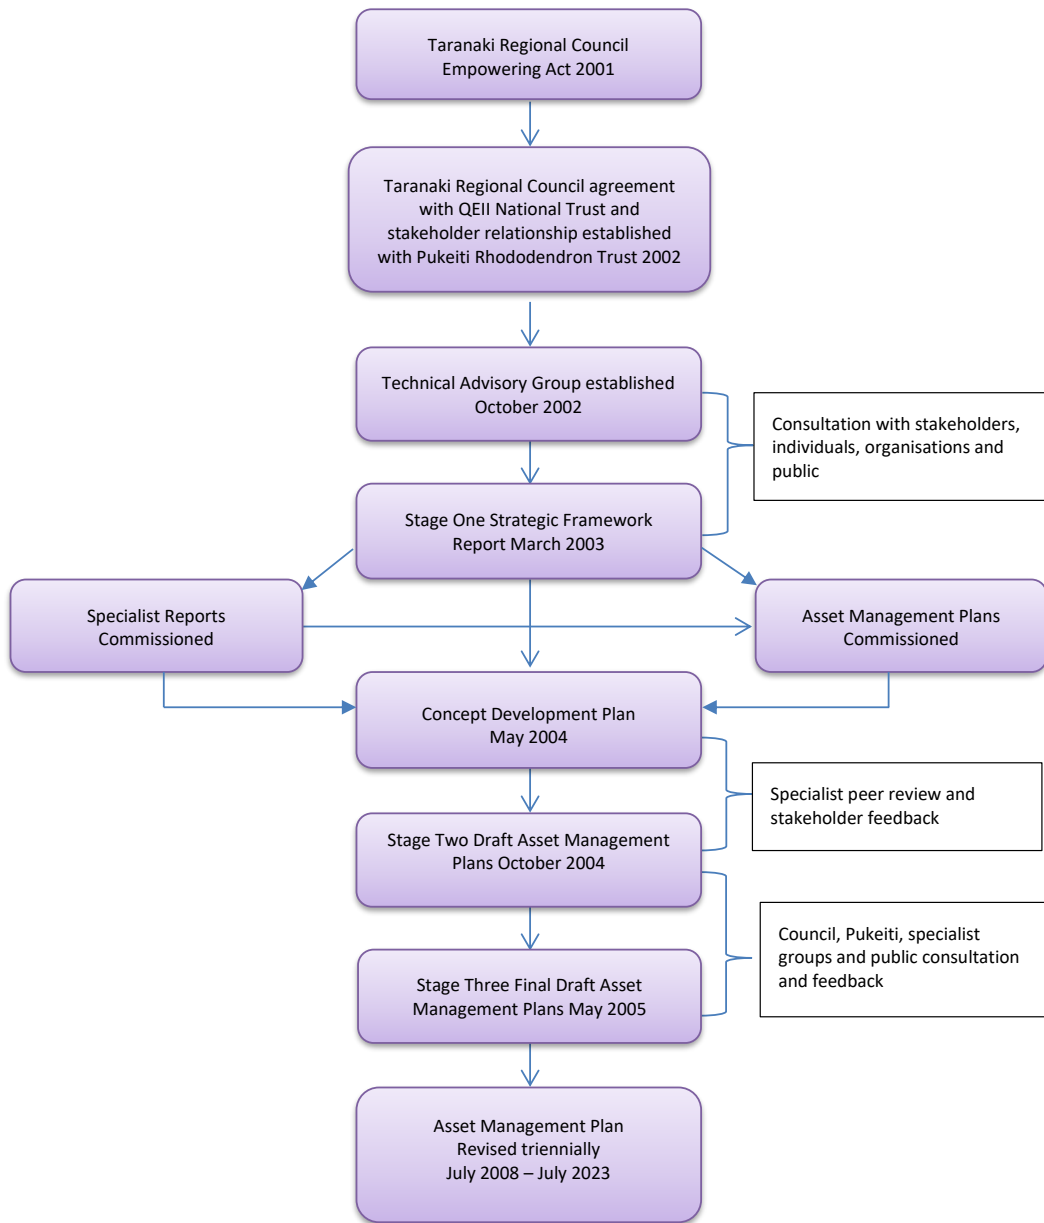 Taranaki Regional Council
Empowering Act 2001
Taranaki Regional Council agreement
with QEII National Trust and
stakeholder relationship established
with Pukeiti Rhododendron Trust 2002
Technical Advisory Group established
October 2002
Consultation with stakeholders,
individuals, organisations and
public
Stage One Strategic Framework
Report March 2003
Specialist Reports
Commissioned
Asset Management Plans
Commissioned
Concept Development Plan
May 2004
Specialist peer review and
stakeholder feedback
Stage Two Draft Asset Management
Plans October 2004
Council, Pukeiti, specialist
groups and public consultation
and feedback
Stage Three Final Draft Asset
Management Plans May 2005
Asset Management Plan
Revised triennially
July 2008 – July 2023